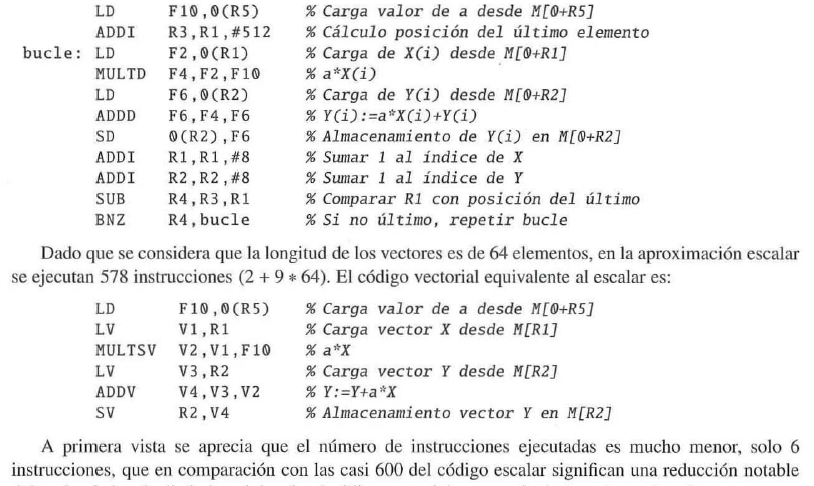 LD F10,0(R5) % Carga valor de a desde M[0+R5]
ADDI R3,R1,#512 % Cálculo posición del último elemento
bucle: LD F2,0(R1) % Carga de X(i) desde M[0+R1]
MULTD F4,F2,F10 % a*X(i)
LD F6,0(R2) % Carga de Y(i) desde M[0+R2]
ADDD F6,F4,F6 % Y(i):=a*X(i)+Y(i)
SD 0(R2),F6 % Almacenamiento de Y(i) en M[0+R2]
ADDI R1,R1,#8 % Sumar 1 al índice de X
ADDI R2,R2,#8 % Sumar 1 al índice de Y
SUB R4,R3,R1 % Comparar R1 con posición del último
BNZ R4,bucle % Si no último, repetir bucle
Dado que se considera que la longitud de los vectores es de 64 elementos, en la aproximación escalar
se ejecutan 578 instrucciones (2 + 9 * 64). El código vectorial equivalente al escalar es:
LD F10,0(R5) % Carga valor de a desde M[0+R5]
LV V1,R1 % Carga vector X desde M[R1]
MULTSV V2,V1,F10 % a*X
LV V3,R2 % Carga vector Y desde M[R2]
ADDV V4,V3,V2 % Y:=Y+a*X
SV R2,V4 % Almacenamiento vector Y en M[R2]
A primera vista se aprecia que el número de instrucciones ejecutadas es mucho menor, solo 6
instrucciones, que en comparación con las casi 600 del código escalar significan una reducción notable